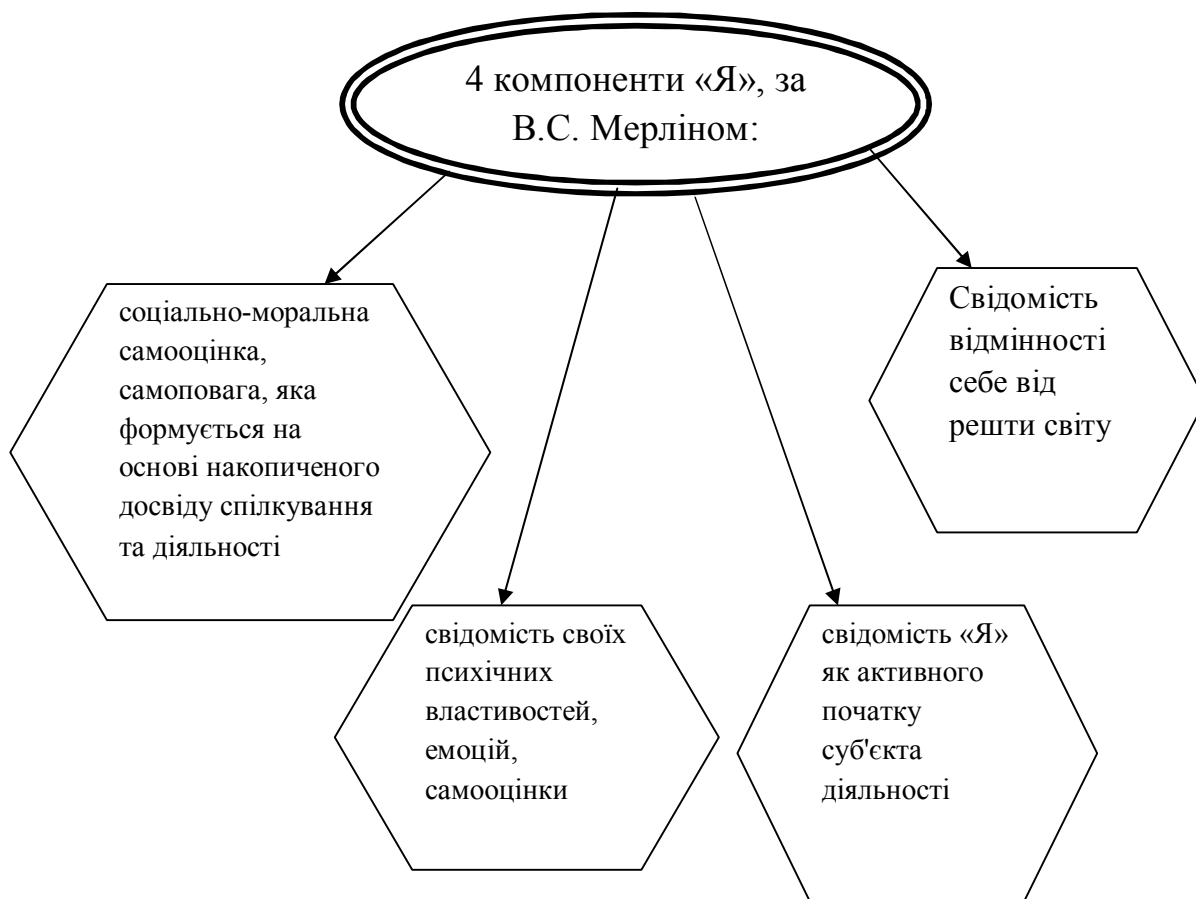 4 компоненти «Я», за
В.С. Мерліном:
соціально-моральна
самооцінка,
самоповага, яка
формується на
основі накопиченого
досвіду спілкування
та діяльності
свідомість своїх
психічних
властивостей,
емоцій,
самооцінки
свідомість «Я»
як активного
початку
суб'єкта
діяльності
Свідомість
відмінності
себе від
решти світу